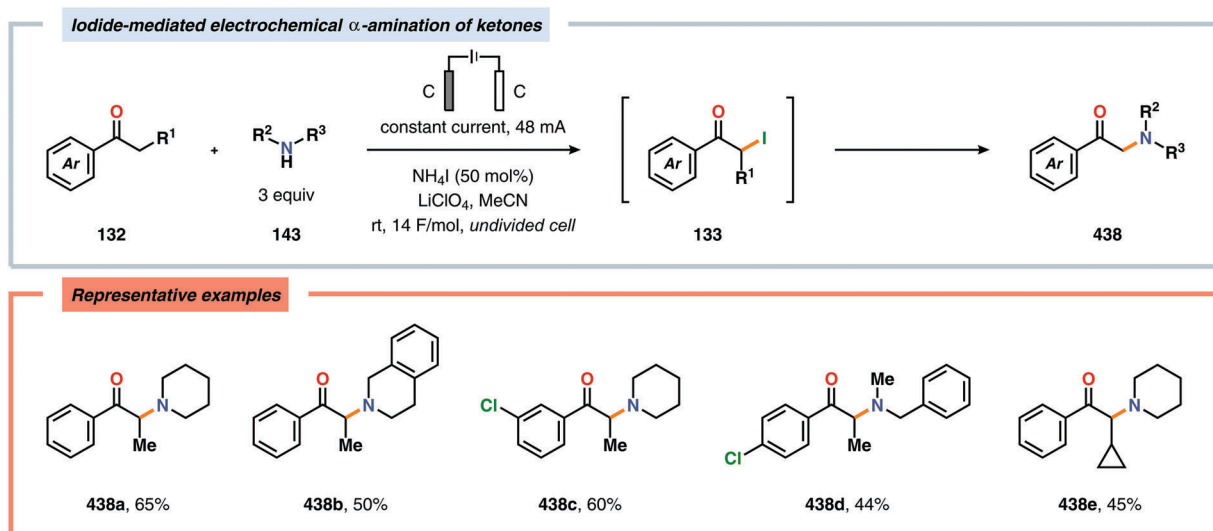 Iodide-mediated electrochemical α-amination of ketones
C C
constant current, 48 mA
NH₄I (50 mol%)
LiClO₄, MeCN
rt, 14 F/mol, undivided cell
Ar
O
R¹
132
+
R² R³
N
H
3 equiv
143
Ar
O
I
R¹
133
Ar
O
R²
N
R³
438
Representative examples
O
N
Me
438a, 65%
O
N
Me
438b, 50%
Cl
O
N
Me
438c, 60%
Cl
O
Me
N
Me
438d, 44%
O
N
438e, 45%